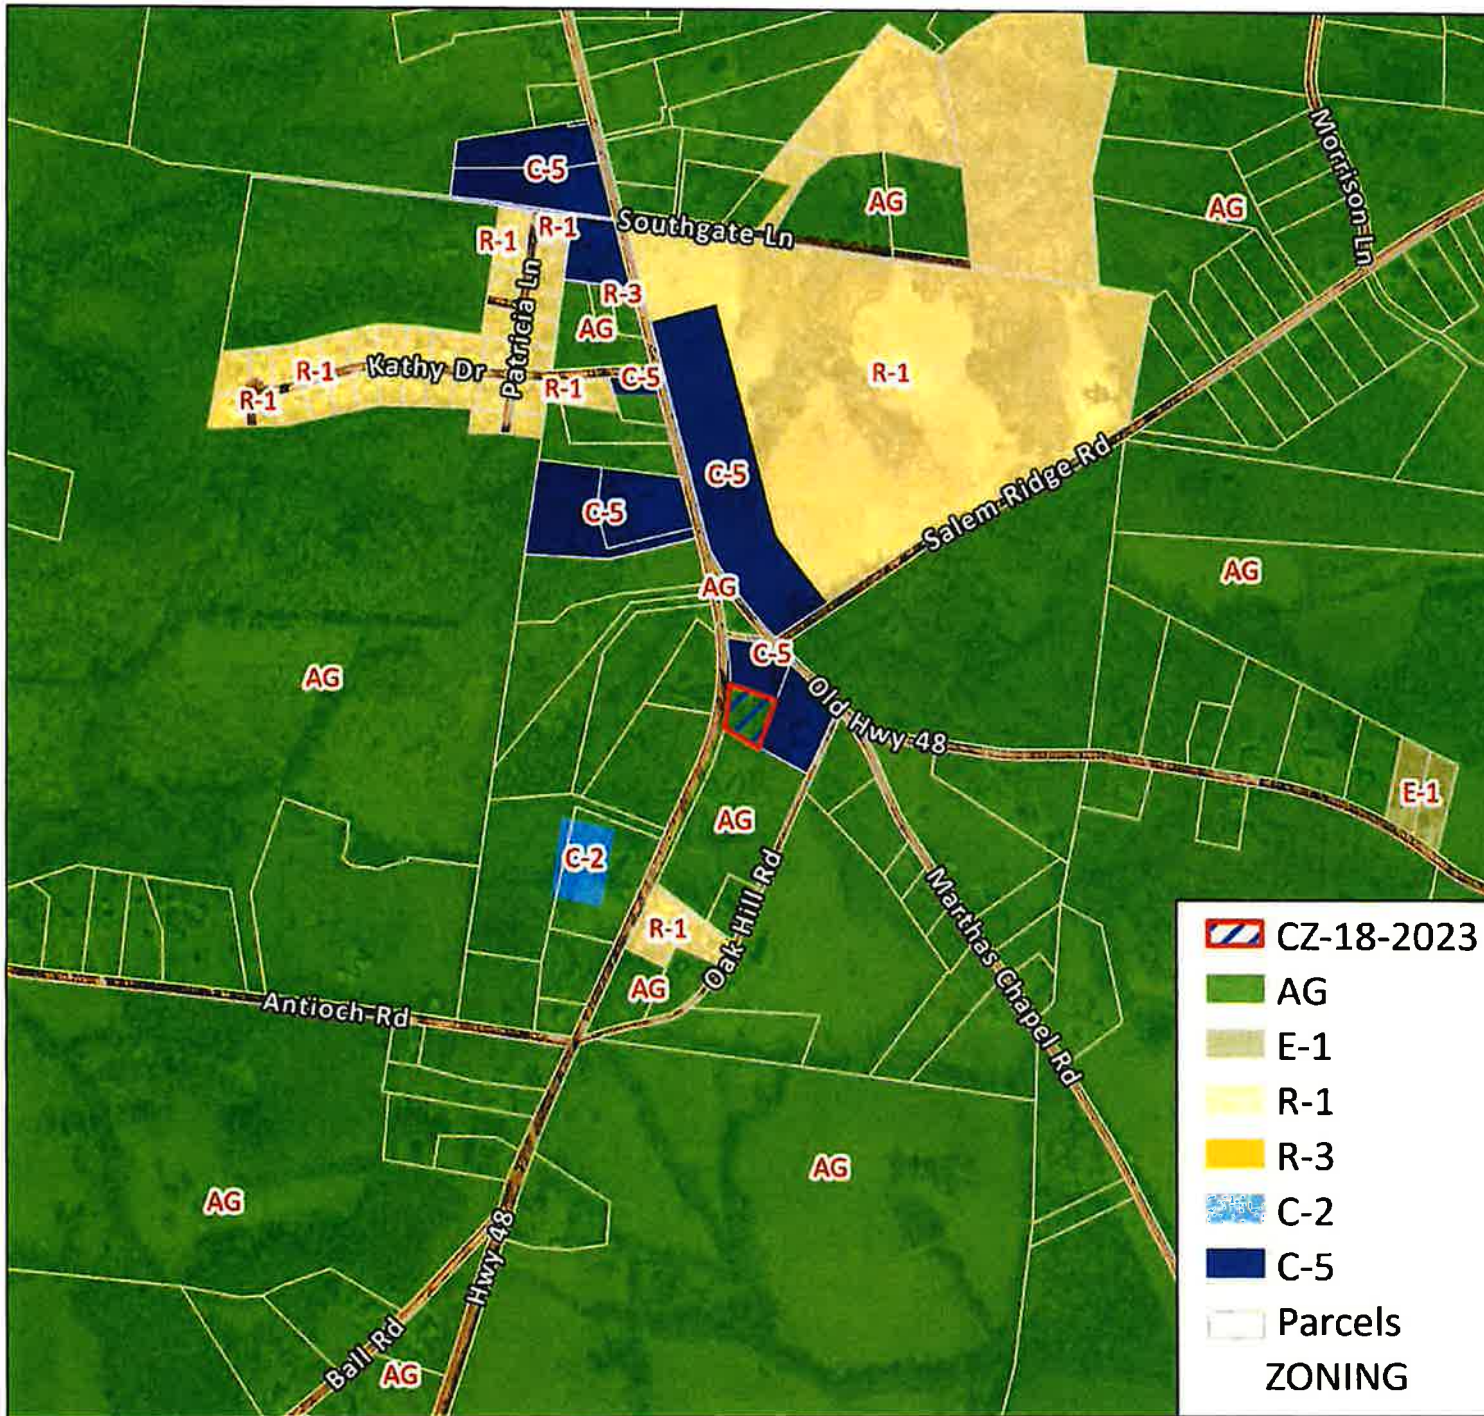 C-5
Southgate Ln
AG
AG
Morrison Ln
R-1
R-1
Patricia Ln
R-3
AG
R-1
Kathy Dr
R-1
R-1
C-5
R-1
C-5
C-5
Salem Ridge Rd
AG
AG
AG
C-5
Old Hwy 48
E-1
AG
C-2
R-1
Oak Hill Rd
Marthas Chapel Rd
AG
Antioch Rd
AG
AG
Hwy 48
Ball Rd
AG
CZ-18-2023
AG
E-1
R-1
R-3
C-2
C-5
Parcels
ZONING